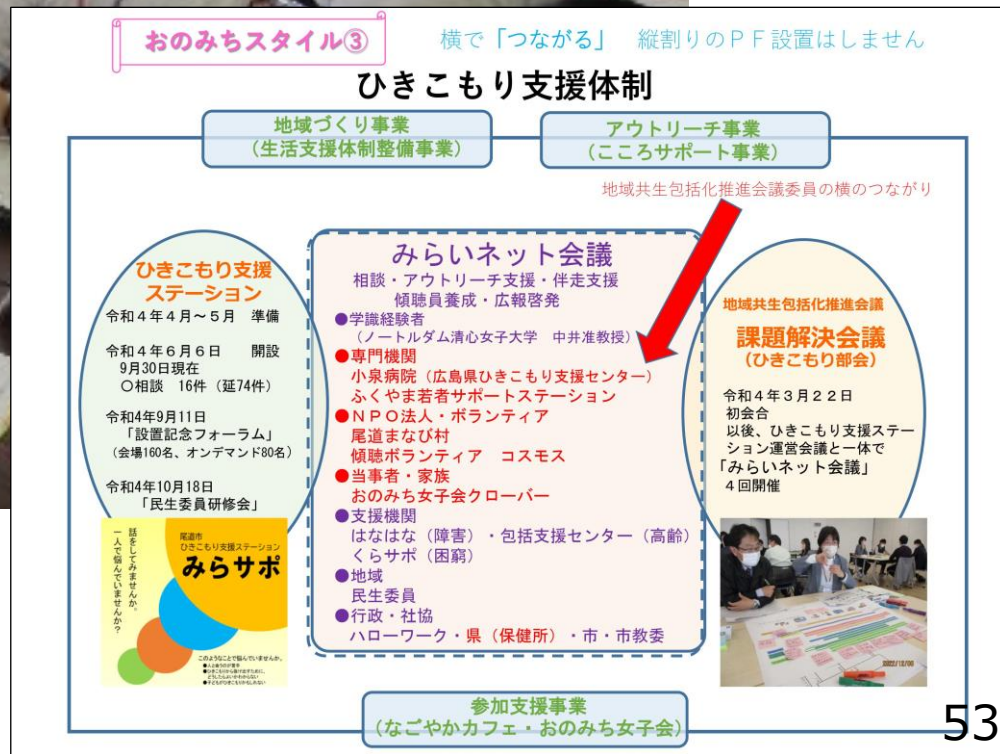 おのみちスタイル③
横で「つながる」 縦割りのＰＦ設置はしません
ひきこもり支援体制
地域づくり事業
（生活支援体制整備事業）
アウトリーチ事業
（こころサポート事業）
地域共生包括化推進会議委員の横のつながり
ひきこもり支援
ステーション
令和４年４月～５月 準備
令和４年６月６日 開設
9月30日現在
〇相談 16件（延74件）
令和4年9月11日
「設置記念フォーラム」
（会場160名、オンデマンド80名）
令和4年10月18日
「民生委員研修会」
話をしてみませんか。
一人で悩んでいませんか？
尾道市
ひきこもり支援ステーション
みらサポ
このようなことで悩んでいませんか。
みらいネット会議
相談・アウトリーチ支援・伴走支援
傾聴員養成・広報啓発
●学識経験者
（ノートルダム清心女子大学 中井准教授）
●専門機関
小泉病院（広島県ひきこもり支援センター）
ふくやま若者サポートステーション
●ＮＰＯ法人・ボランティア
尾道まなび村
傾聴ボランティア コスモス
●当事者・家族
おのみち女子会クローバー
●支援機関
はなはな（障害）・包括支援センター（高齢）
くらサポ（困窮）
●地域
民生委員
●行政・社協
ハローワーク・県（保健所）・市・市教委
地域共生包括化推進会議
課題解決会議
（ひきこもり部会）
令和４年３月２２日
初会合
以後、ひきこもり支援ステー
ション運営会議と一体で
「みらいネット会議」
４回開催
参加支援事業
（なごやかカフェ・おのみち女子会）
53